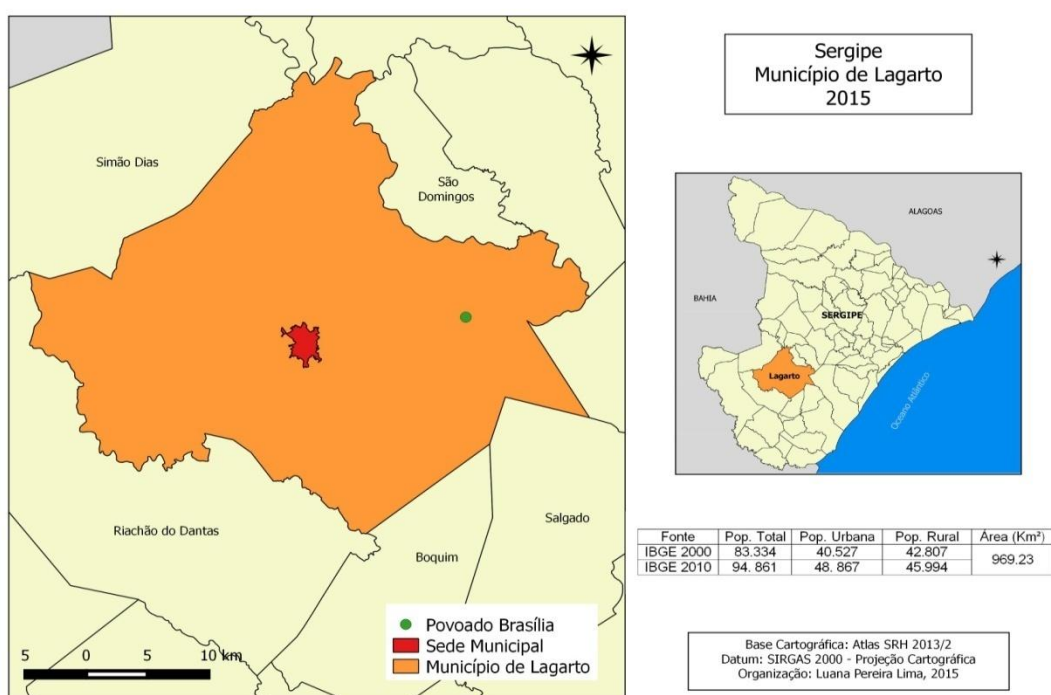 Simão Dias
São
Domingos
Riachão do Dantas
Boquim
Salgado
Povoado Brasília
Sede Municipal
Município de Lagarto
5 0 5 10 km
Sergipe
Município de Lagarto
2015
ALAGOAS
BAHIA
SERGIPE
Lagarto
Oceano Atlântico
Fonte Pop. Total Pop. Urbana Pop. Rural Área (Km²)
IBGE 2000 83.334 40.527 42.807 969.23
IBGE 2010 94. 861 48. 867 45.994
Base Cartográfica: Atlas SRH 2013/2
Datum: SIRGAS 2000 - Projeção Cartográfica
Organização: Luana Pereira Lima, 2015